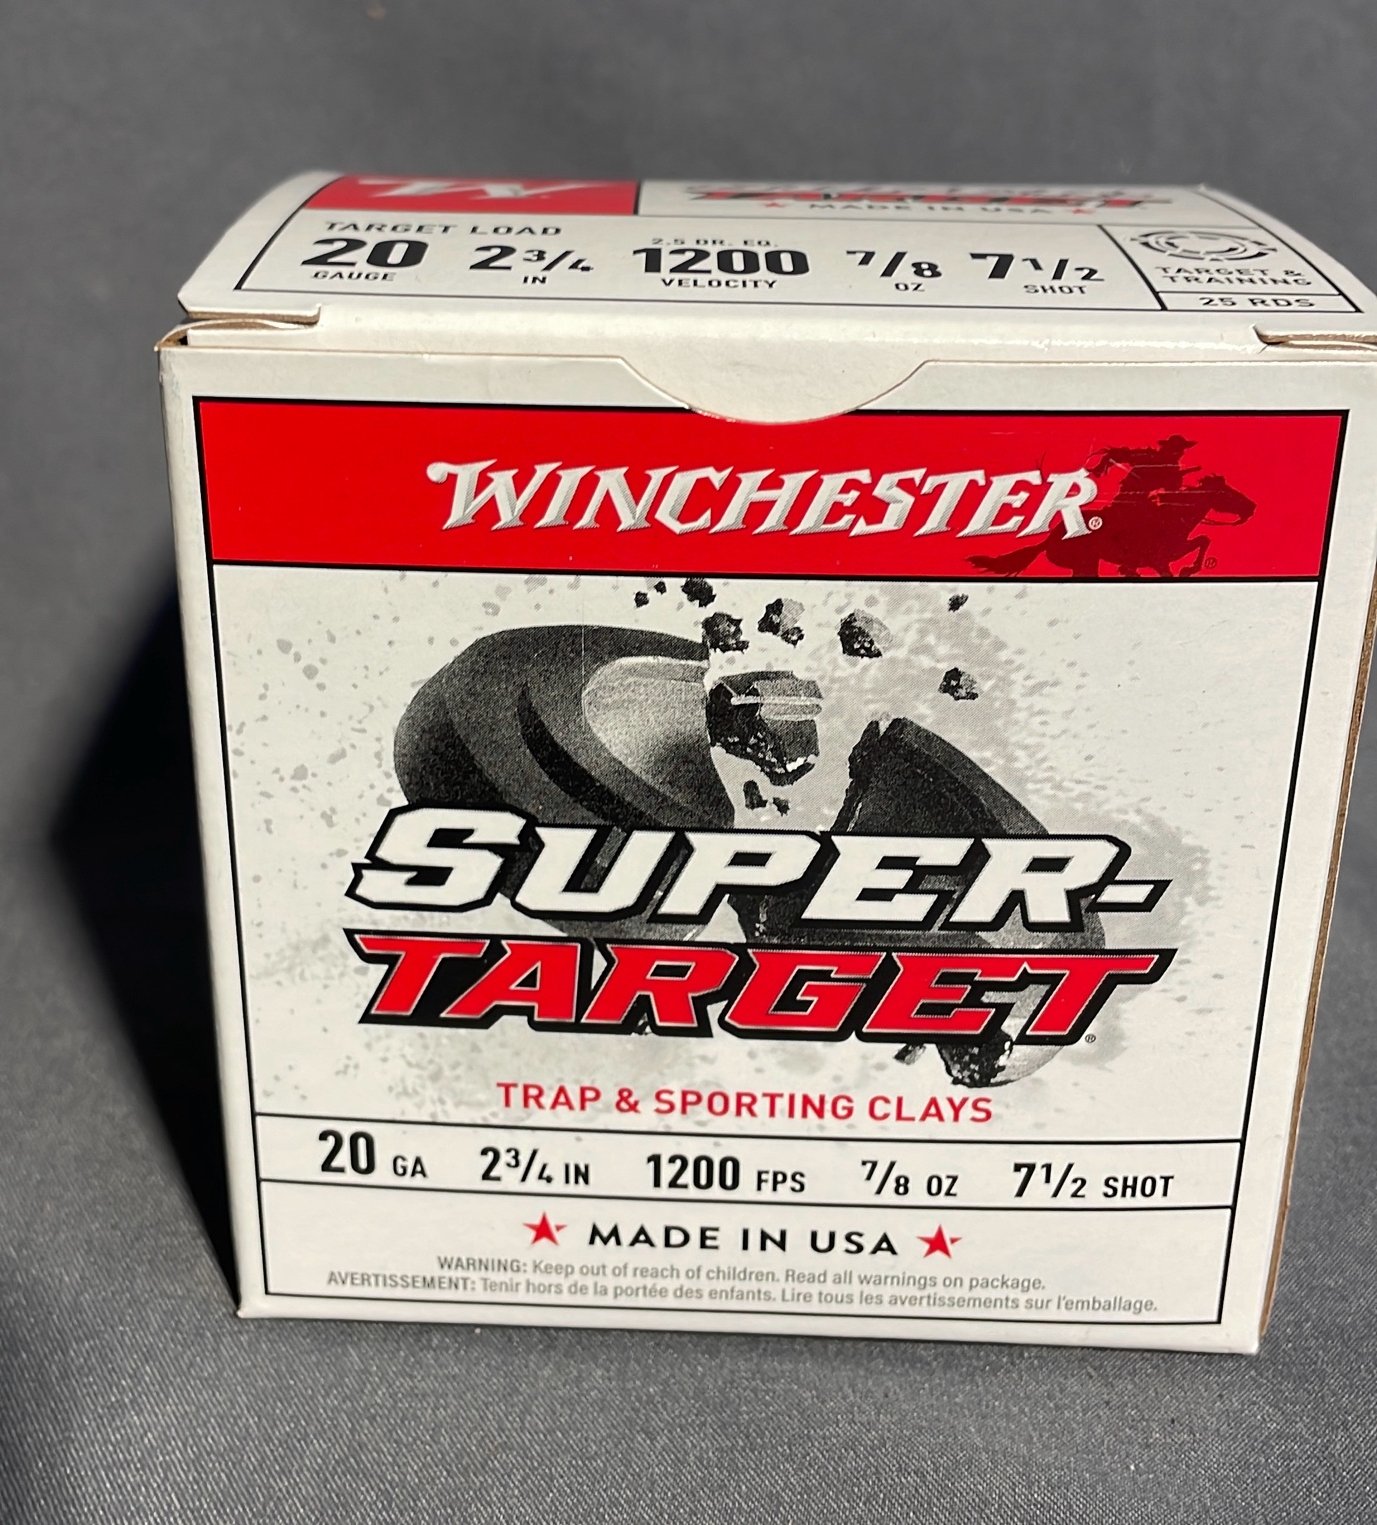 W
MADE IN USA
TARGET LOAD
2.5 DR. EQ.
20 2 3/4 1200 7/8 7 1/2
GAUGE IN VELOCITY OZ SHOT
TARGET &
TRAINING
25 RDS
WINCHESTER®
®
SUPER-
TARGET®
TRAP & SPORTING CLAYS
20 GA 2 3/4 IN 1200 FPS 7/8 OZ 7 1/2 SHOT
MADE IN USA
WARNING: Keep out of reach of children. Read all warnings on package.
AVERTISSEMENT: Tenir hors de la portée des enfants. Lire tous les avertissements sur l'emballage.